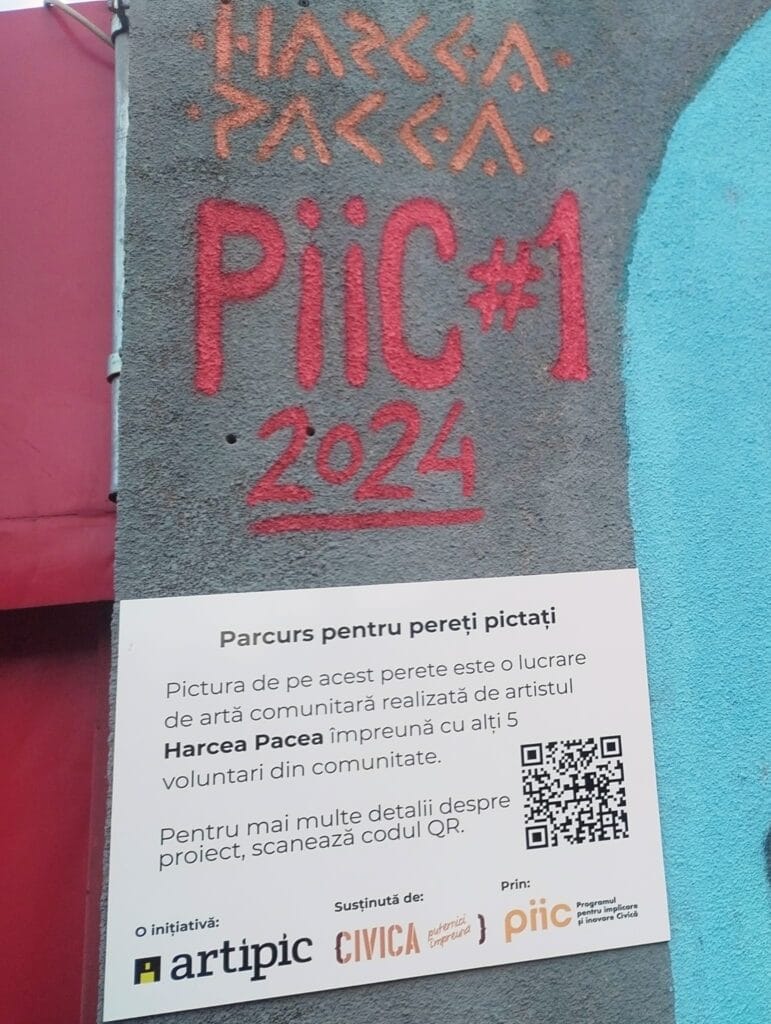 HARCEA
PACEA
PiiC #1
2024
Parcurs pentru pereți pictați
Pictura de pe acest perete este o lucrare
de artă comunitară realizată de artistul
Harcea Pacea împreună cu alți 5
voluntari din comunitate.
Pentru mai multe detalii despre
proiect, scanează codul QR.
O inițiativă:
artipic
Susținută de:
{CIVICA puternici
împreună }
Prin:
piic Programul
pentru implicare
și inovare Civică